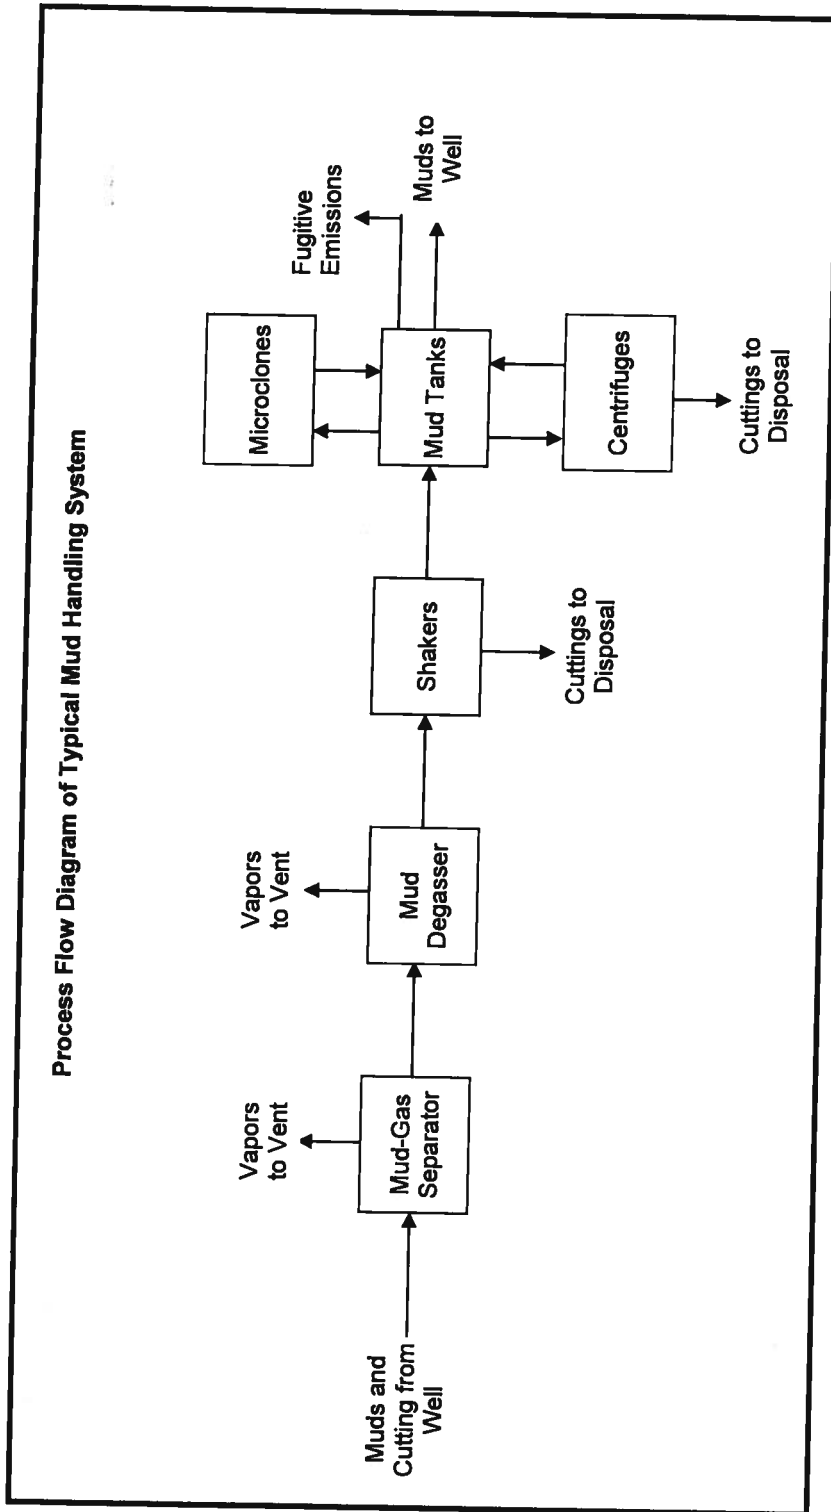 Process Flow Diagram of Typical Mud Handling System
Muds and
Cutting from
Well
Vapors
to Vent
Mud-Gas
Separator
Vapors
to Vent
Mud
Degasser
Shakers
Cuttings to
Disposal
Microclones
Mud Tanks
Centrifuges
Cuttings to
Disposal
Fugitive
Emissions
Muds to
Well